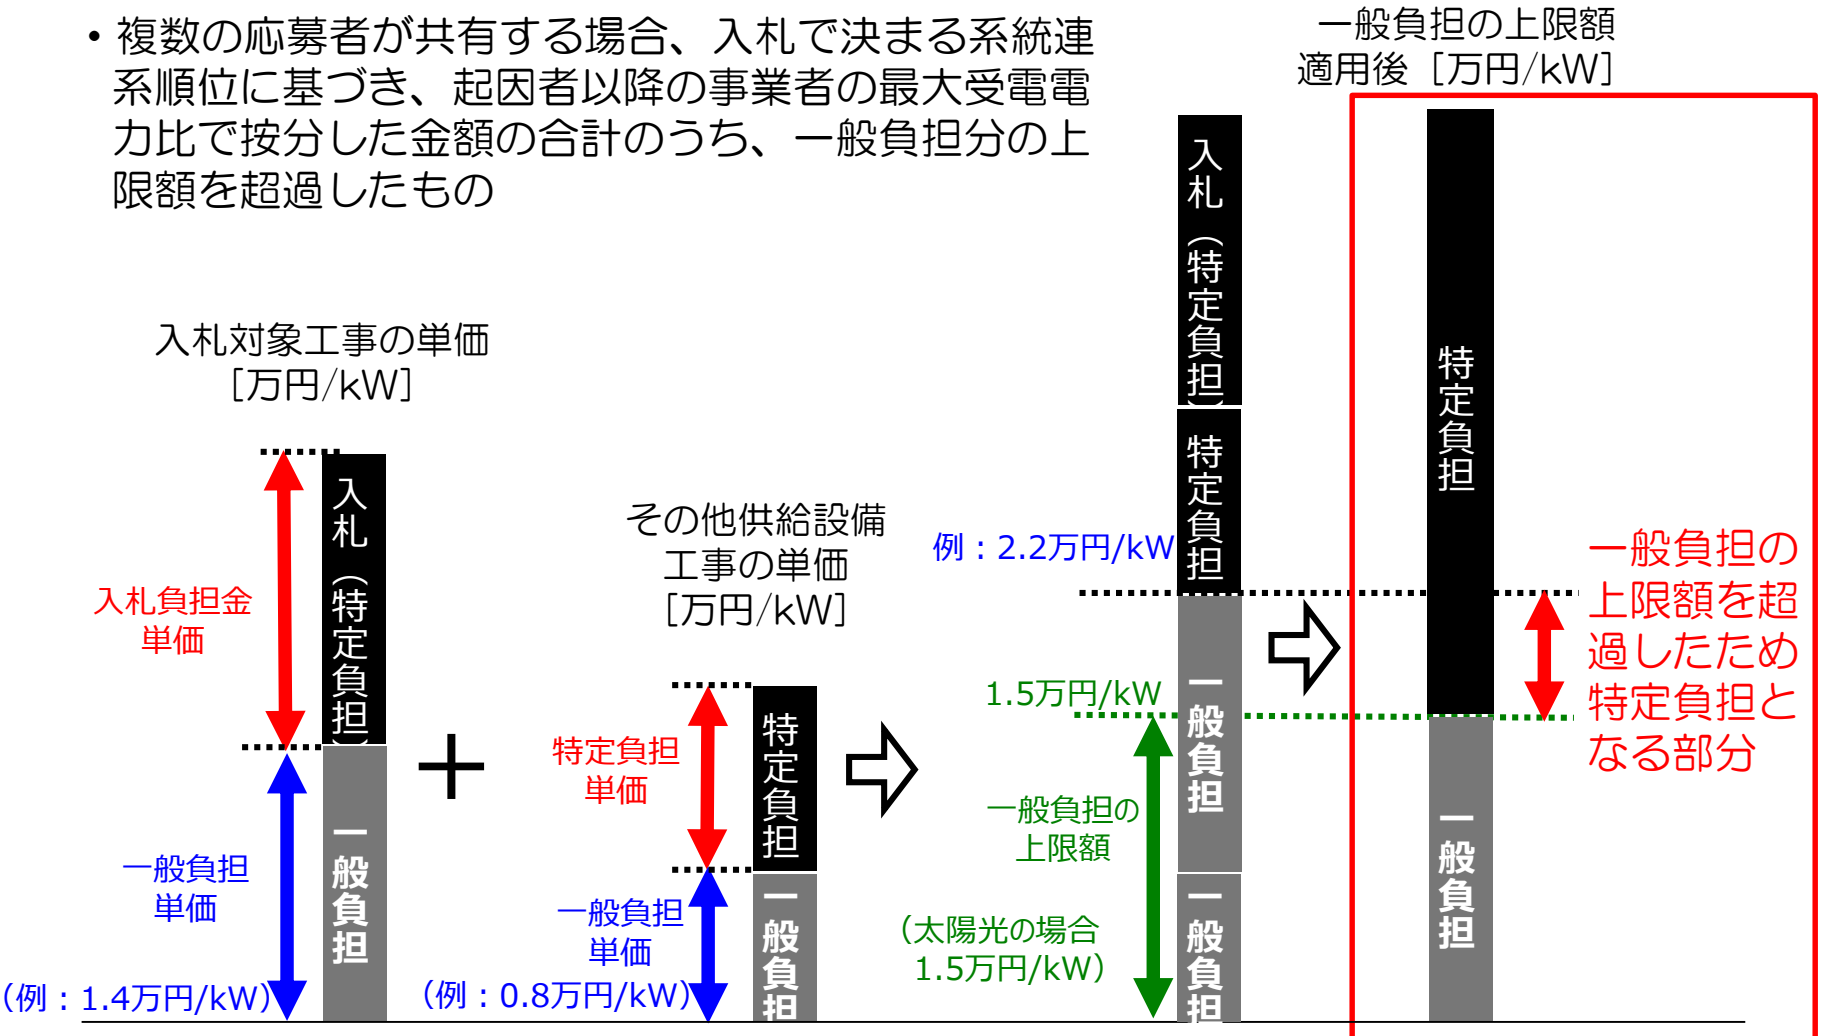 ・複数の応募者が共有する場合、入札で決まる系統連
系順位に基づき、起因者以降の事業者の最大受電電
力比で按分した金額の合計のうち、一般負担分の上
限額を超過したもの
一般負担の上限額
適用後［万円/kW］
入札対象工事の単価
［万円/kW］
入札（特定負担）
入札負担金
単価
一般負担
一般負担
単価
（例：1.4万円/kW）
＋
その他供給設備
工事の単価
［万円/kW］
特定負担
特定負担
単価
一般負担
一般負担
単価
（例：0.8万円/kW）
入札（特定負担）
特定負担
例：2.2万円/kW
一般負担
1.5万円/kW
一般負担の
上限額
（太陽光の場合
1.5万円/kW）
一般負担
特定負担
一般負担
一般負担の
上限額を超
過したため
特定負担と
なる部分